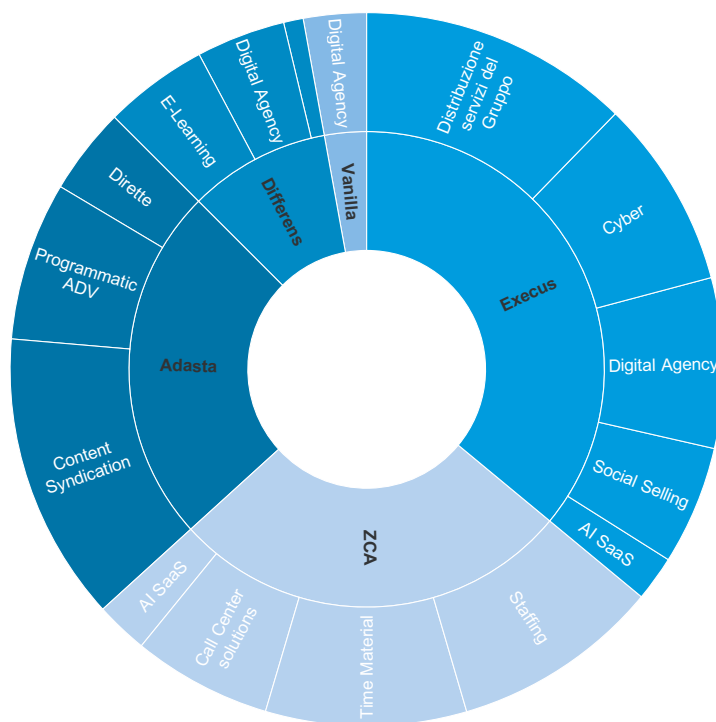 Distribuzione
servizi del
Gruppo
Cyber
Digital Agency
Social Selling
AI SaaS
Execus
Staffing
Time Material
Call Center
solutions
AI SaaS
ZCA
Content
Syndication
Programmatic
ADV
Dirette
Adasta
E-Learning
Digital Agency
Differens
Digital Agency
Vanilla